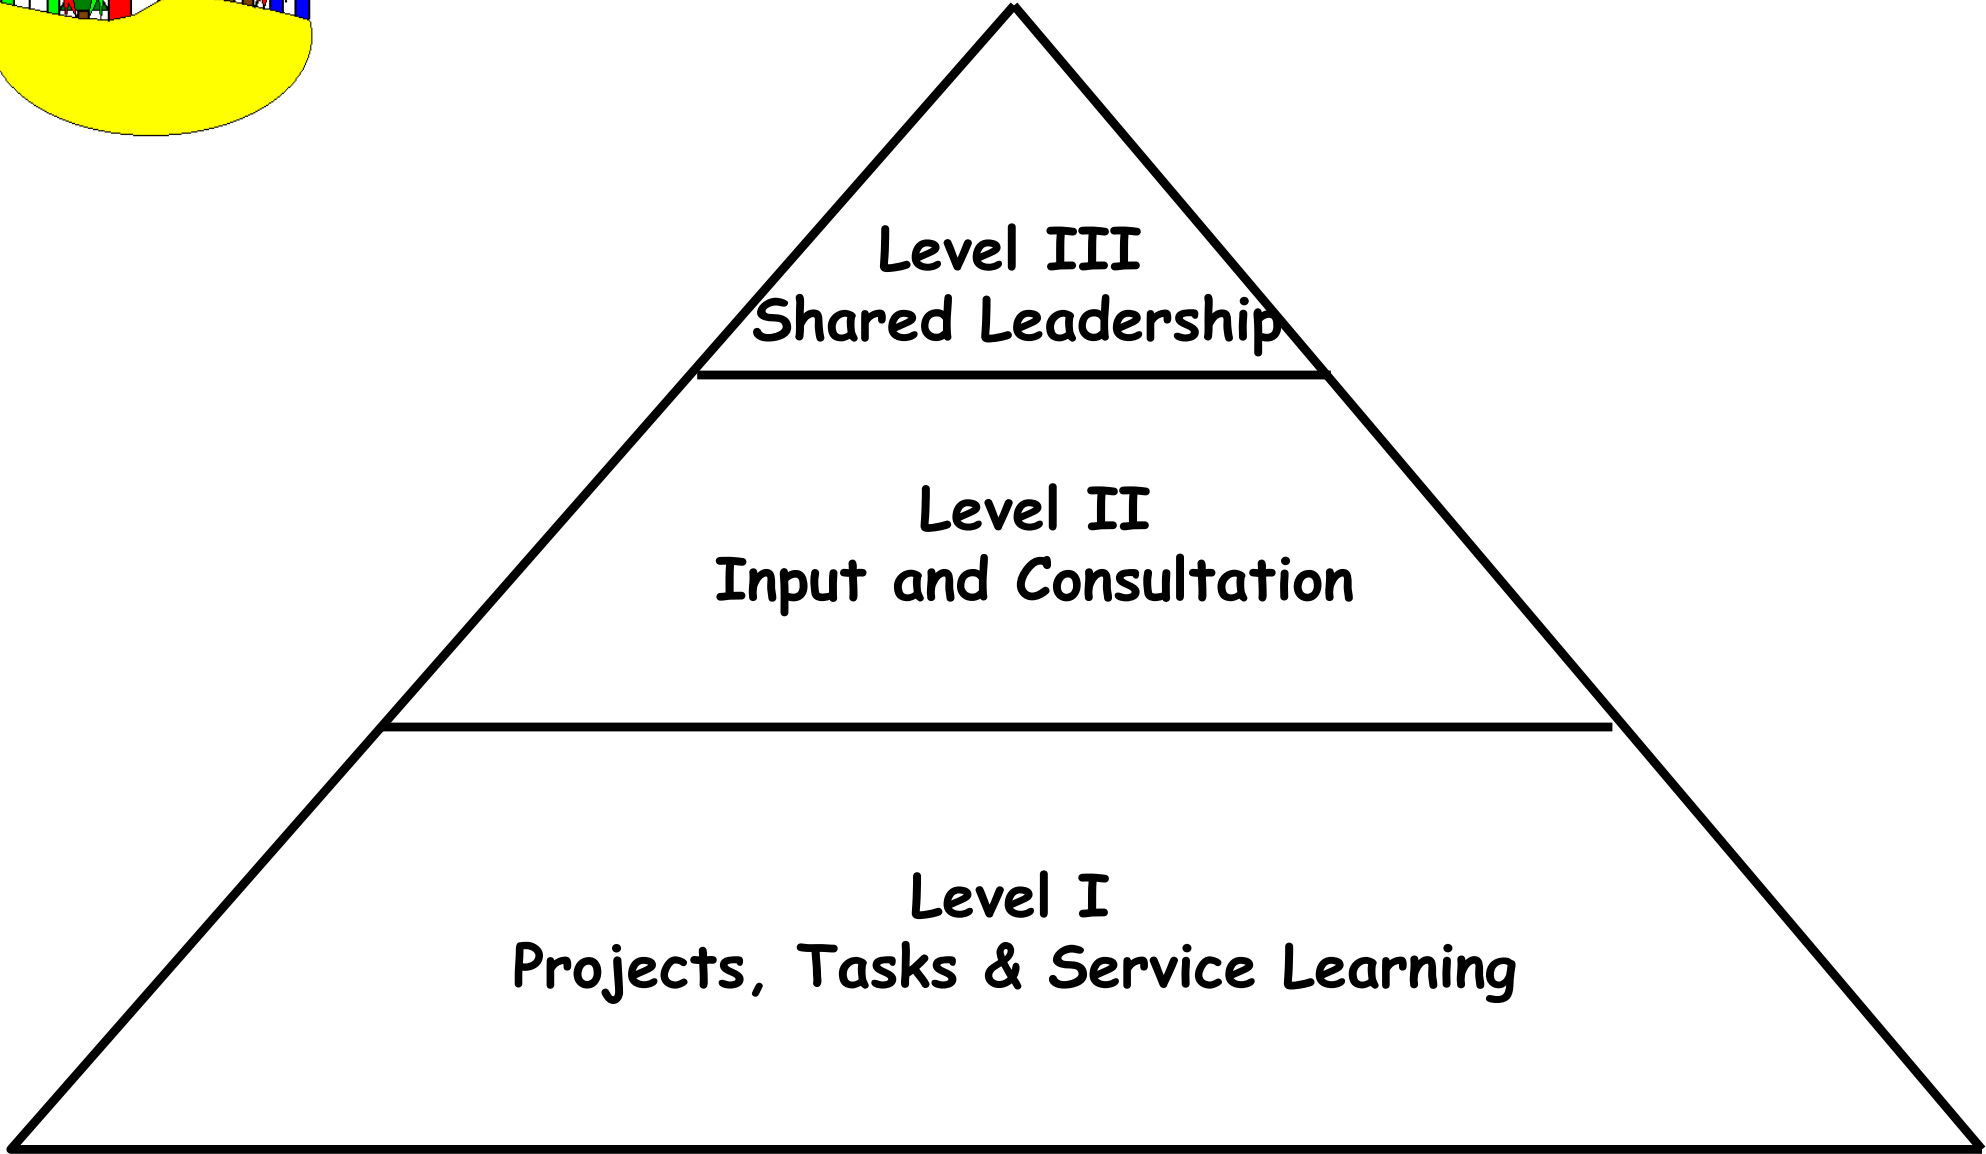 Level III
Shared Leadership
Level II
Input and Consultation
Level I
Projects, Tasks & Service Learning